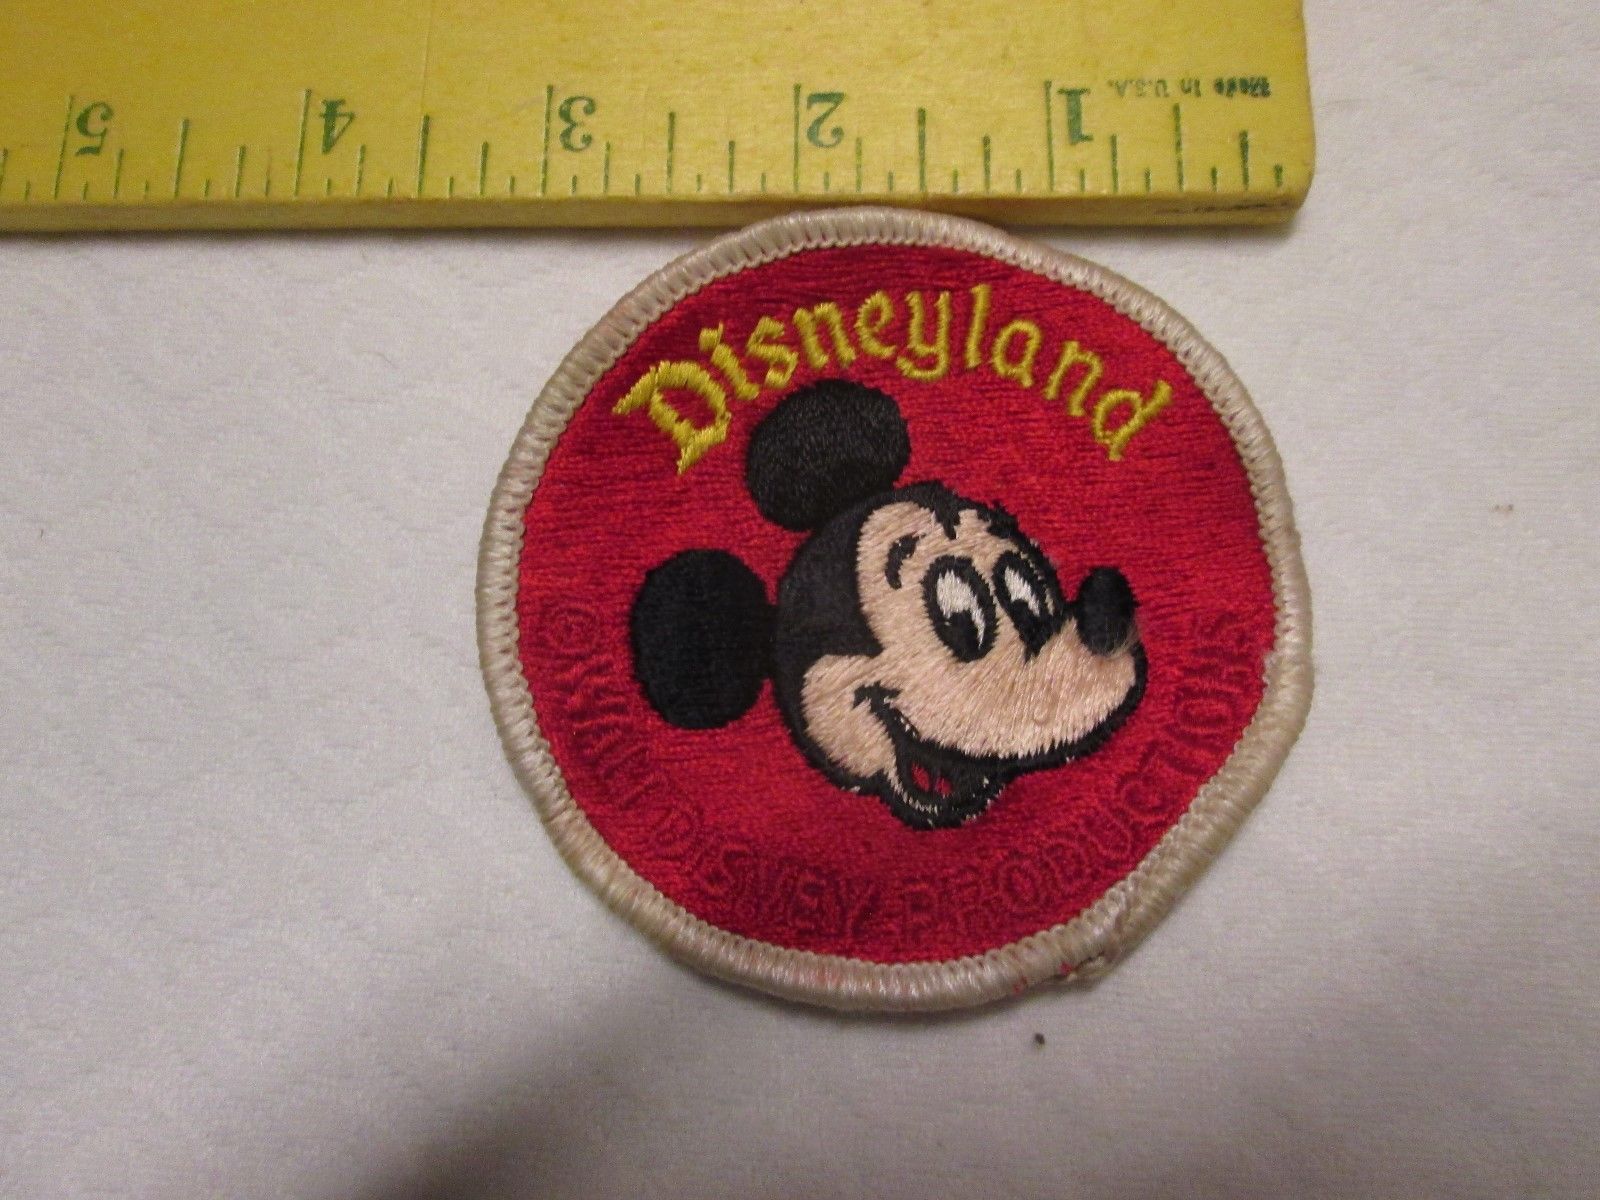 5 4 3 2 1 Made in U.S.A.
Disneyland
© WALT DISNEY PRODUCTIONS